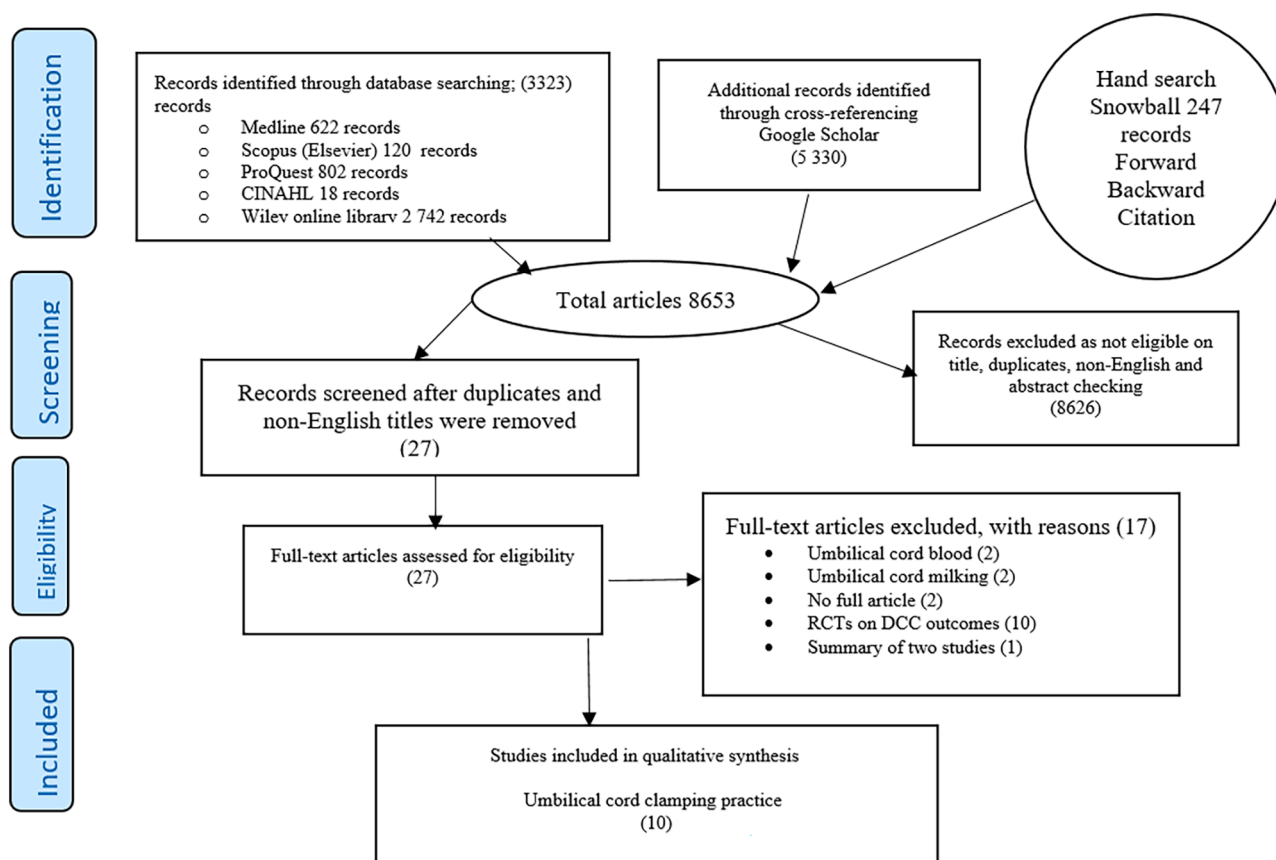 Identification
Records identified through database searching; (3323)
records
o Medline 622 records
o Scopus (Elsevier) 120 records
o ProQuest 802 records
o CINAHL 18 records
o Wiley online library 2 742 records
Additional records identified
through cross-referencing
Google Scholar
(5 330)
Hand search
Snowball 247
records
Forward
Backward
Citation
Total articles 8653
Screening
Records screened after duplicates and
non-English titles were removed
(27)
Records excluded as not eligible on
title, duplicates, non-English and
abstract checking
(8626)
Eligibility
Full-text articles assessed for eligibility
(27)
Full-text articles excluded, with reasons (17)
• Umbilical cord blood (2)
• Umbilical cord milking (2)
• No full article (2)
• RCTs on DCC outcomes (10)
• Summary of two studies (1)
Included
Studies included in qualitative synthesis
Umbilical cord clamping practice
(10)